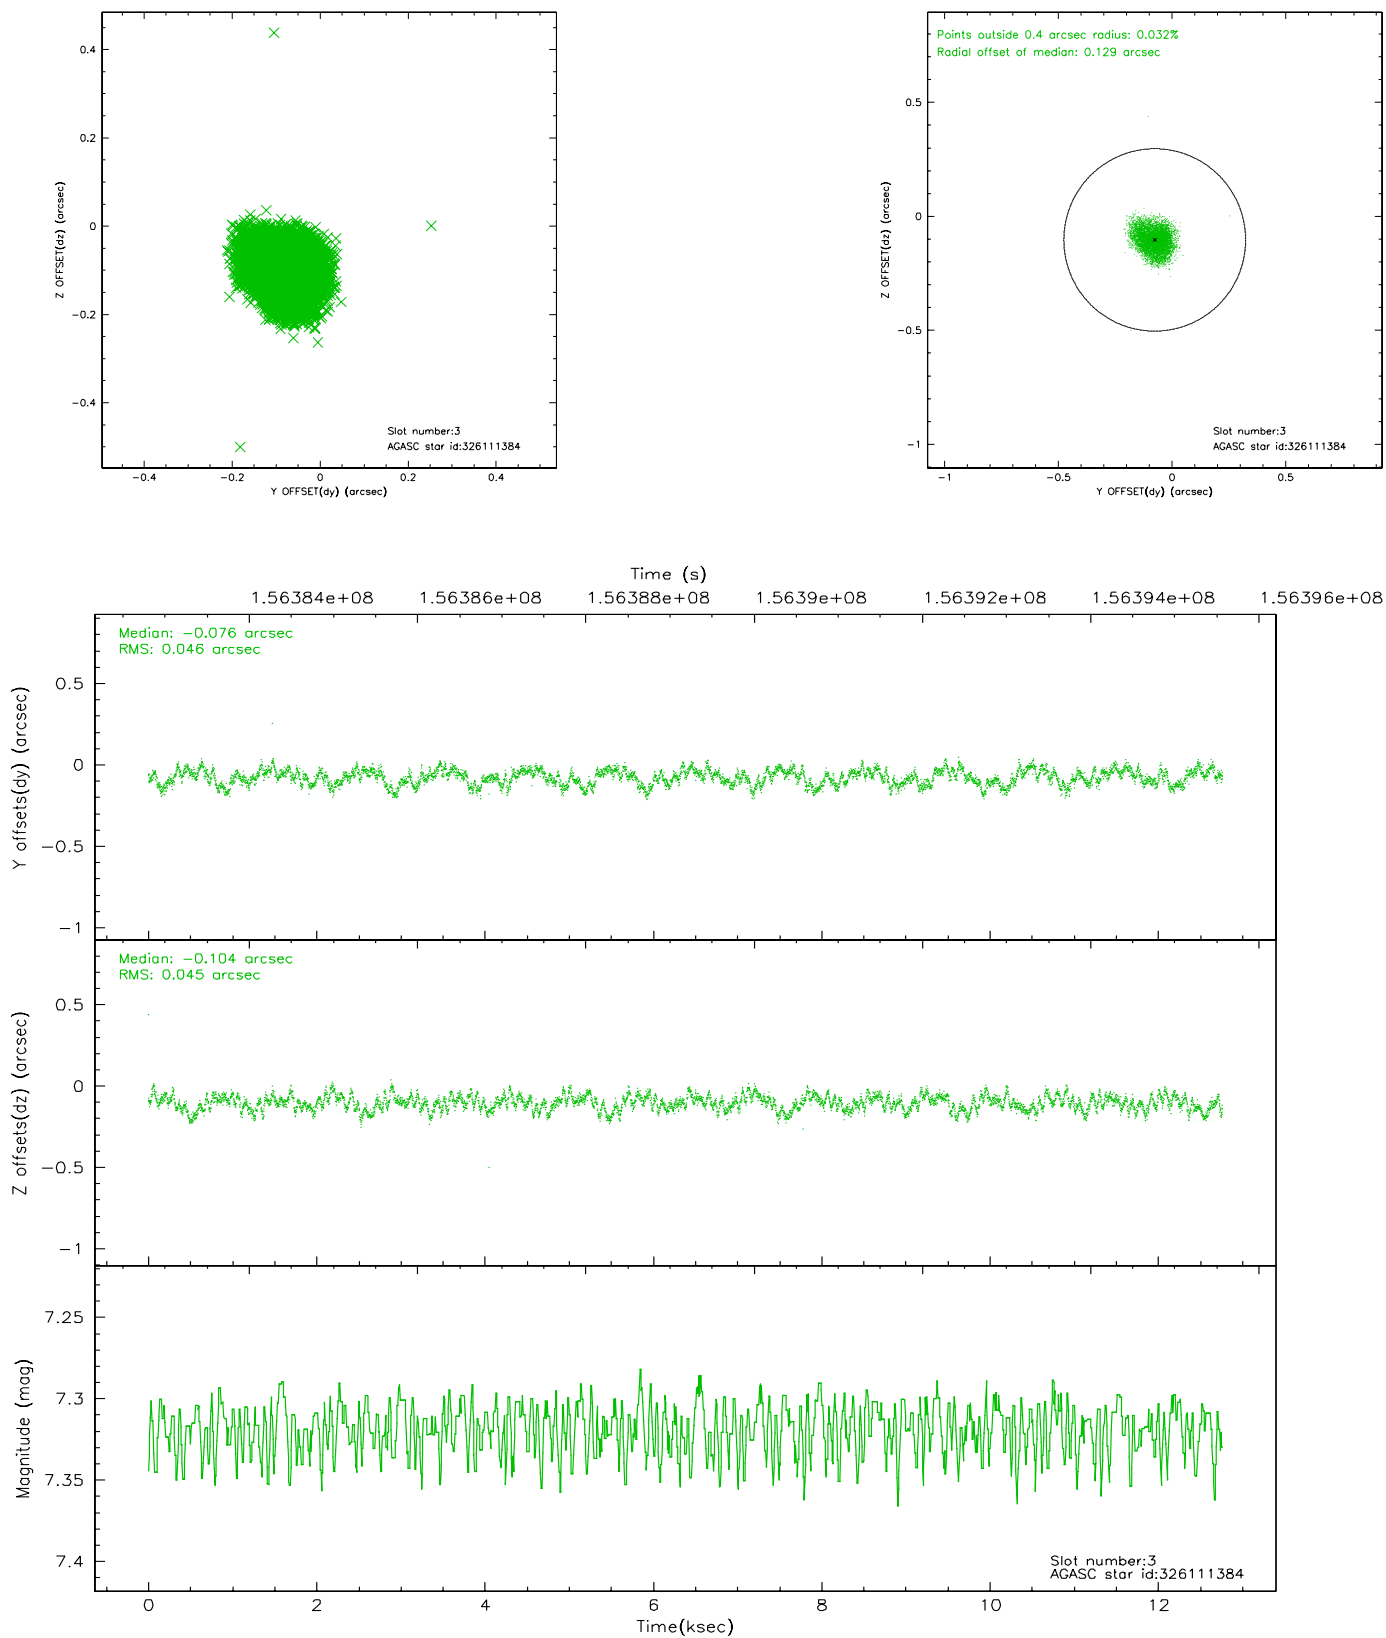 0.4
0.2
0
−0.2
−0.4
Z OFFSET(dz) (arcsec)
Slot number:3
AGASC star id:326111384
−0.4
−0.2
0
0.2
0.4
Y OFFSET(dy) (arcsec)
Points outside 0.4 arcsec radius: 0.032%
Radial offset of median: 0.129 arcsec
0.5
0
−0.5
−1
Z OFFSET(dz) (arcsec)
Slot number:3
AGASC star id:326111384
−1
−0.5
0
0.5
Y OFFSET(dy) (arcsec)
Time (s)
1.56384e+08
1.56386e+08
1.56388e+08
1.5639e+08
1.56392e+08
1.56394e+08
1.56396e+08
Median: −0.076 arcsec
RMS: 0.046 arcsec
0.5
0
−0.5
−1
Y offsets(dy) (arcsec)
Median: −0.104 arcsec
RMS: 0.045 arcsec
0.5
0
−0.5
−1
Z offsets(dz) (arcsec)
7.25
7.3
7.35
7.4
Magnitude (mag)
Slot number:3
AGASC star id:326111384
0
2
4
6
8
10
12
Time(ksec)